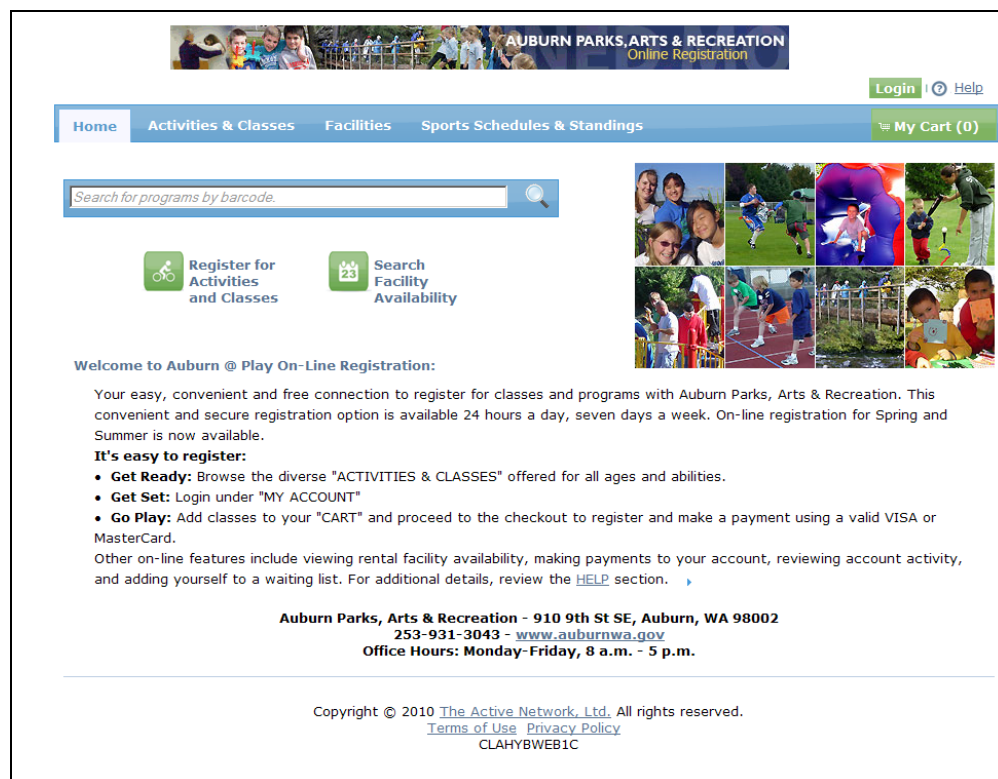 AUBURN PARKS,ARTS & RECREATION
Online Registration
Login Help
Home Activities & Classes Facilities Sports Schedules & Standings My Cart (0)
Search for programs by barcode.
Register for
Activities
and Classes
23
Search
Facility
Availability
Welcome to Auburn @ Play On-Line Registration:
Your easy, convenient and free connection to register for classes and programs with Auburn Parks, Arts & Recreation. This
convenient and secure registration option is available 24 hours a day, seven days a week. On-line registration for Spring and
Summer is now available.
It's easy to register:
• Get Ready: Browse the diverse "ACTIVITIES & CLASSES" offered for all ages and abilities.
• Get Set: Login under "MY ACCOUNT"
• Go Play: Add classes to your "CART" and proceed to the checkout to register and make a payment using a valid VISA or
MasterCard.
Other on-line features include viewing rental facility availability, making payments to your account, reviewing account activity,
and adding yourself to a waiting list. For additional details, review the HELP section.
Auburn Parks, Arts & Recreation - 910 9th St SE, Auburn, WA 98002
253-931-3043 - www.auburnwa.gov
Office Hours: Monday-Friday, 8 a.m. - 5 p.m.
Copyright © 2010 The Active Network, Ltd. All rights reserved.
Terms of Use Privacy Policy
CLAHYBWEB1C